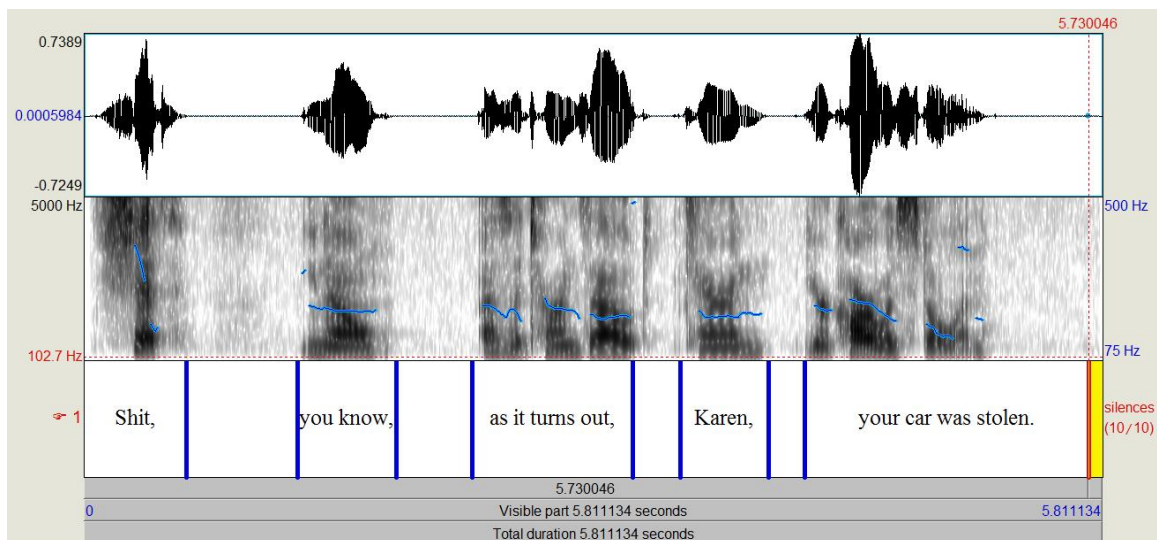 5.730046
0.7389
0.0005984
-0.7249
5000 Hz 500 Hz
102.7 Hz 75 Hz
☞ 1 Shit, you know, as it turns out, Karen, your car was stolen. silences
(10/10)
5.730046
0 Visible part 5.811134 seconds 5.811134
Total duration 5.811134 seconds